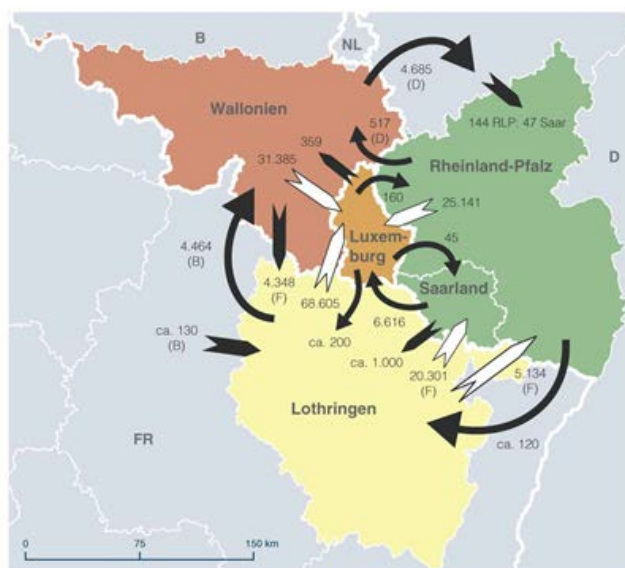 B
NL
4.685
(D)
Wallonien
144 RLP; 47 Saar
517
(D)
359
31.385
Rheinland-Pfalz
D
160
25.141
Luxem-
burg
45
4.464
(B)
4.348
(F)
68.605
Saarland
6.616
ca. 130
(B)
ca. 200
ca. 1.000
20.301
(F)
5.134
(F)
Lothringen
ca. 120
FR
0
75
150 km